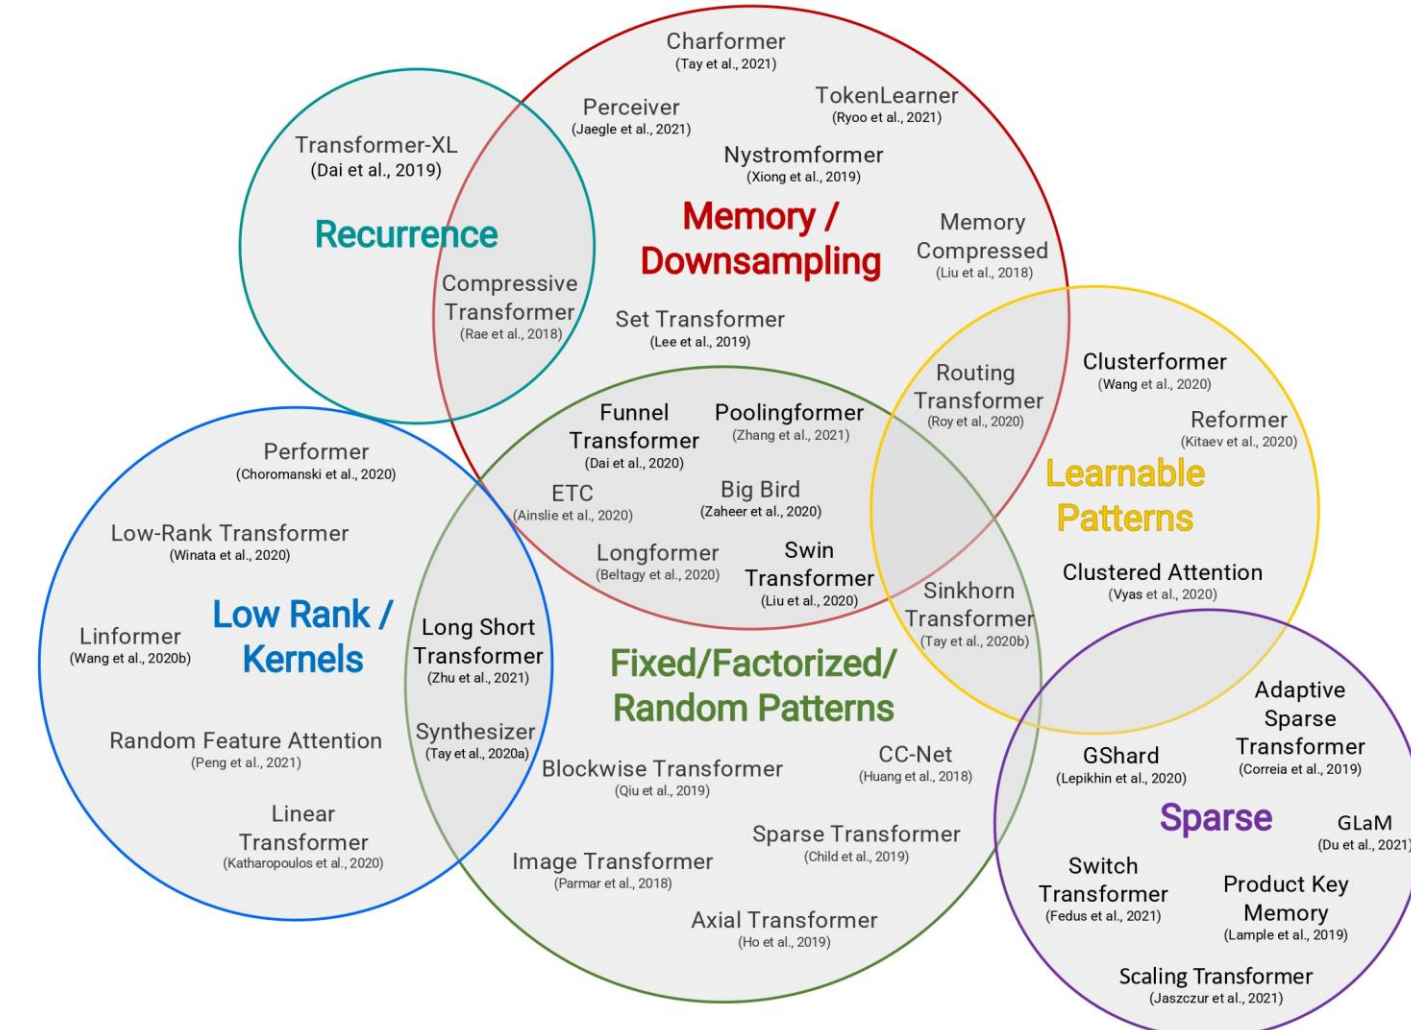 Charformer
(Tay et al., 2021)
Perceiver
(Jaegle et al., 2021)
TokenLearner
(Ryoo et al., 2021)
Transformer-XL
(Dai et al., 2019)
Nystromformer
(Xiong et al., 2019)
Recurrence
Memory /
Downsampling
Memory
Compressed
(Liu et al., 2018)
Compressive
Transformer
(Rae et al., 2018)
Set Transformer
(Lee et al., 2019)
Routing
Transformer
(Roy et al., 2020)
Clusterformer
(Wang et al., 2020)
Reformer
(Kitaev et al., 2020)
Funnel
Transformer
(Dai et al., 2020)
Poolingformer
(Zhang et al., 2021)
Performer
(Choromanski et al., 2020)
Learnable
Patterns
ETC
(Ainslie et al., 2020)
Big Bird
(Zaheer et al., 2020)
Low-Rank Transformer
(Winata et al., 2020)
Longformer
(Beltagy et al., 2020)
Swin
Transformer
(Liu et al., 2020)
Clustered Attention
(Vyas et al., 2020)
Sinkhorn
Transformer
(Tay et al., 2020b)
Low Rank /
Kernels
Linformer
(Wang et al., 2020b)
Long Short
Transformer
(Zhu et al., 2021)
Fixed/Factorized/
Random Patterns
Adaptive
Sparse
Transformer
(Correia et al., 2019)
Synthesizer
(Tay et al., 2020a)
Random Feature Attention
(Peng et al., 2021)
Blockwise Transformer
(Qiu et al., 2019)
CC-Net
(Huang et al., 2018)
GShard
(Lepikhin et al., 2020)
Sparse
Linear
Transformer
(Katharopoulos et al., 2020)
Sparse Transformer
(Child et al., 2019)
GLaM
(Du et al., 2021)
Image Transformer
(Parmar et al., 2018)
Switch
Transformer
(Fedus et al., 2021)
Product Key
Memory
(Lample et al., 2019)
Axial Transformer
(Ho et al., 2019)
Scaling Transformer
(Jaszczur et al., 2021)